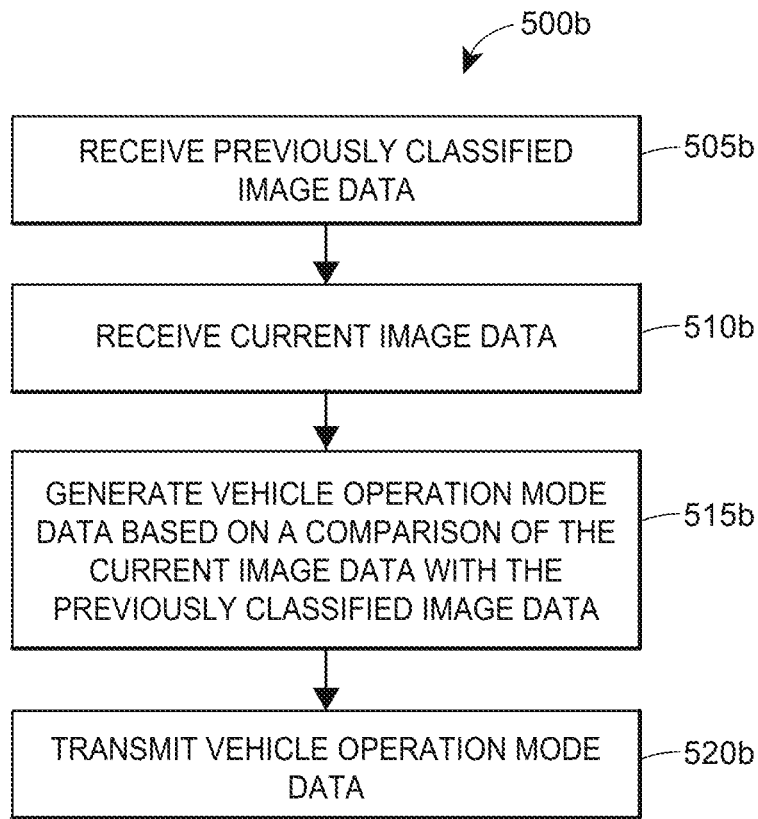 500b
RECEIVE PREVIOUSLY CLASSIFIED
IMAGE DATA
505b
RECEIVE CURRENT IMAGE DATA
510b
GENERATE VEHICLE OPERATION MODE
DATA BASED ON A COMPARISON OF THE
CURRENT IMAGE DATA WITH THE
PREVIOUSLY CLASSIFIED IMAGE DATA
515b
TRANSMIT VEHICLE OPERATION MODE
DATA
520b